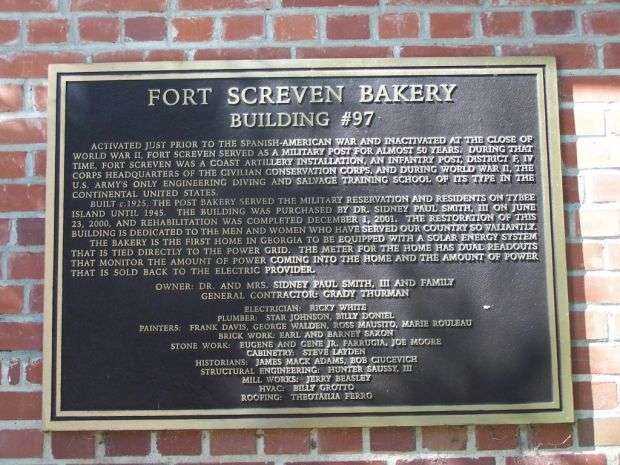 FORT SCREVEN BAKERY
BUILDING #97
ACTIVATED JUST PRIOR TO THE SPANISH-AMERICAN WAR AND INACTIVATED AT THE CLOSE OF
WORLD WAR II, FORT SCREVEN SERVED AS A MILITARY POST FOR ALMOST 50 YEARS. DURING THAT
TIME, FORT SCREVEN WAS A COAST ARTILLERY INSTALLATION, AN INFANTRY POST, DISTRICT F, IV
CORPS HEADQUARTERS OF THE CIVILIAN CONSERVATION CORPS, AND DURING WORLD WAR II, THE
U.S. ARMY'S ONLY ENGINEERING DIVING AND SALVAGE TRAINING SCHOOL OF ITS TYPE IN THE
CONTINENTAL UNITED STATES.
BUILT c.1925, THE POST BAKERY SERVED THE MILITARY RESERVATION AND RESIDENTS ON TYBEE
ISLAND UNTIL 1945. THE BUILDING WAS PURCHASED BY DR. SIDNEY PAUL SMITH, III ON JUNE
23, 2000, AND REHABILITATION WAS COMPLETED DECEMBER 1, 2001. THE RESTORATION OF THIS
BUILDING IS DEDICATED TO THE MEN AND WOMEN WHO HAVE SERVED OUR COUNTRY SO VALIANTLY.
THE BAKERY IS THE FIRST HOME IN GEORGIA TO BE EQUIPPED WITH A SOLAR ENERGY SYSTEM
THAT IS TIED DIRECTLY TO THE POWER GRID. THE METER FOR THE HOME HAS DUAL READOUTS
THAT MONITOR THE AMOUNT OF POWER COMING INTO THE HOME AND THE AMOUNT OF POWER
THAT IS SOLD BACK TO THE ELECTRIC PROVIDER.
OWNER: DR. AND MRS. SIDNEY PAUL SMITH, III AND FAMILY
GENERAL CONTRACTOR: GRADY THURMAN
ELECTRICIAN: RICKY WHITE
PLUMBER: STAR JOHNSON, BILLY DONIEL
PAINTERS: FRANK DAVIS, GEORGE WALDEN, ROSS MAUSITO, MARIE ROULEAU
BRICK WORK: EARL AND BARNEY SAXON
STONE WORK: EUGENE AND GENE JR. PARRUGIA, JOE MOORE
CABINETRY: STEVE LAYDEN
HISTORIANS: JAMES MACK ADAMS, BOB CIUCEVICH
STRUCTURAL ENGINEERING: HUNTER SAUSSY, III
MILL WORKS: JERRY BEASLEY
HVAC: BILLY GROTTO
ROOFING: THEOTAILIA FERRO